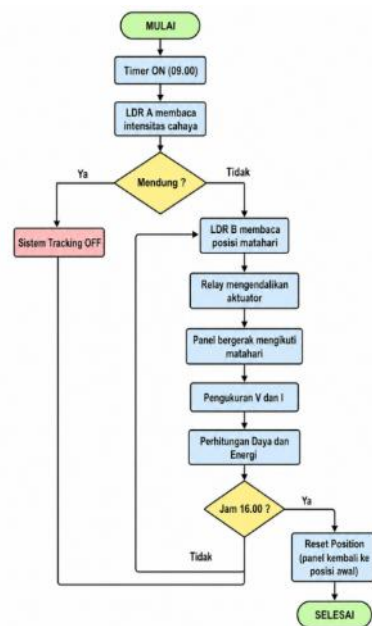 MULAI
Timer ON (09.00)
LDR A membaca
intensitas cahaya
Mendung ?
Ya
Tidak
Sistem Tracking OFF
LDR B membaca
posisi matahari
Relay mengendalikan
aktuator
Panel bergerak mengikuti
matahari
Pengukuran V dan I
Perhitungan Daya dan
Energi
Jam 16.00 ?
Ya
Tidak
Reset Position
(panel kembali ke
posisi awal)
SELESAI